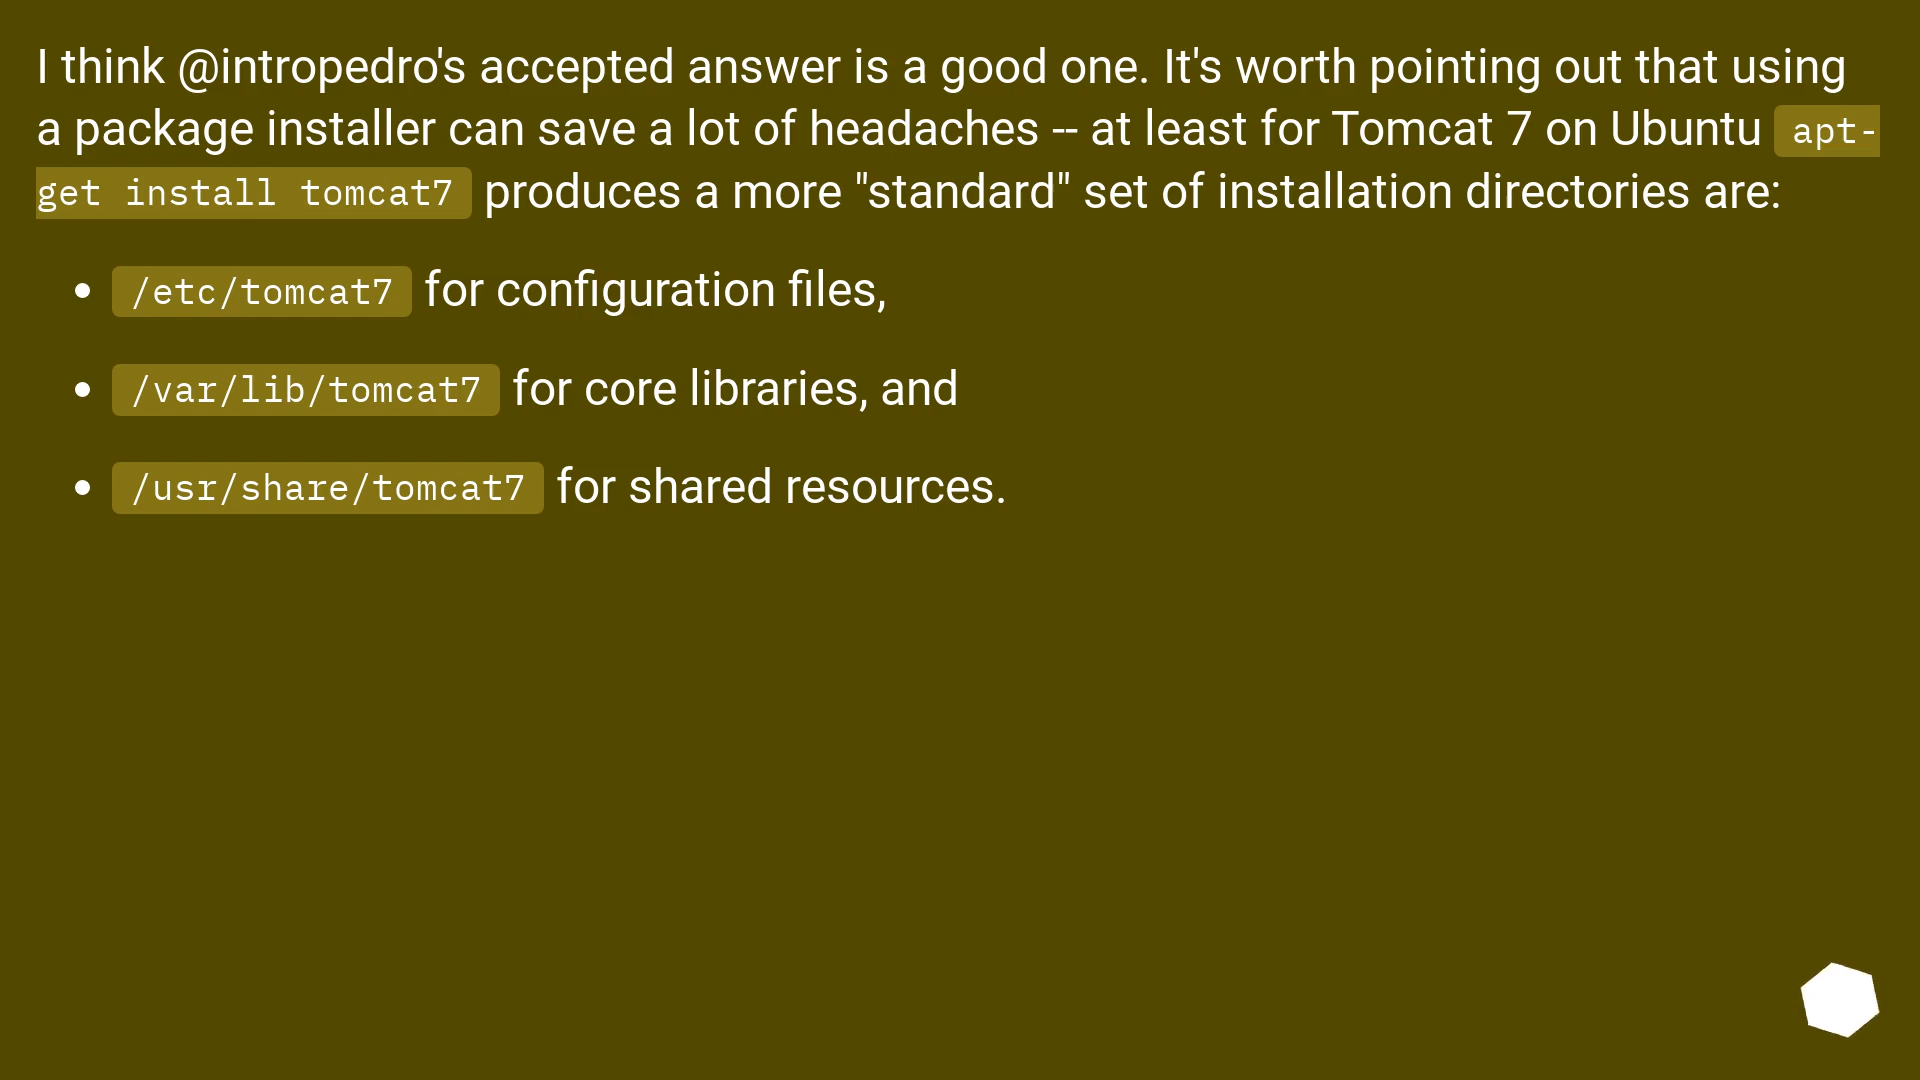 I think @intropedro's accepted answer is a good one. It's worth pointing out that using
a package installer can save a lot of headaches -- at least for Tomcat 7 on Ubuntu apt-
get install tomcat7 produces a more "standard" set of installation directories are:
• /etc/tomcat7 for configuration files,
• /var/lib/tomcat7 for core libraries, and
• /usr/share/tomcat7 for shared resources.